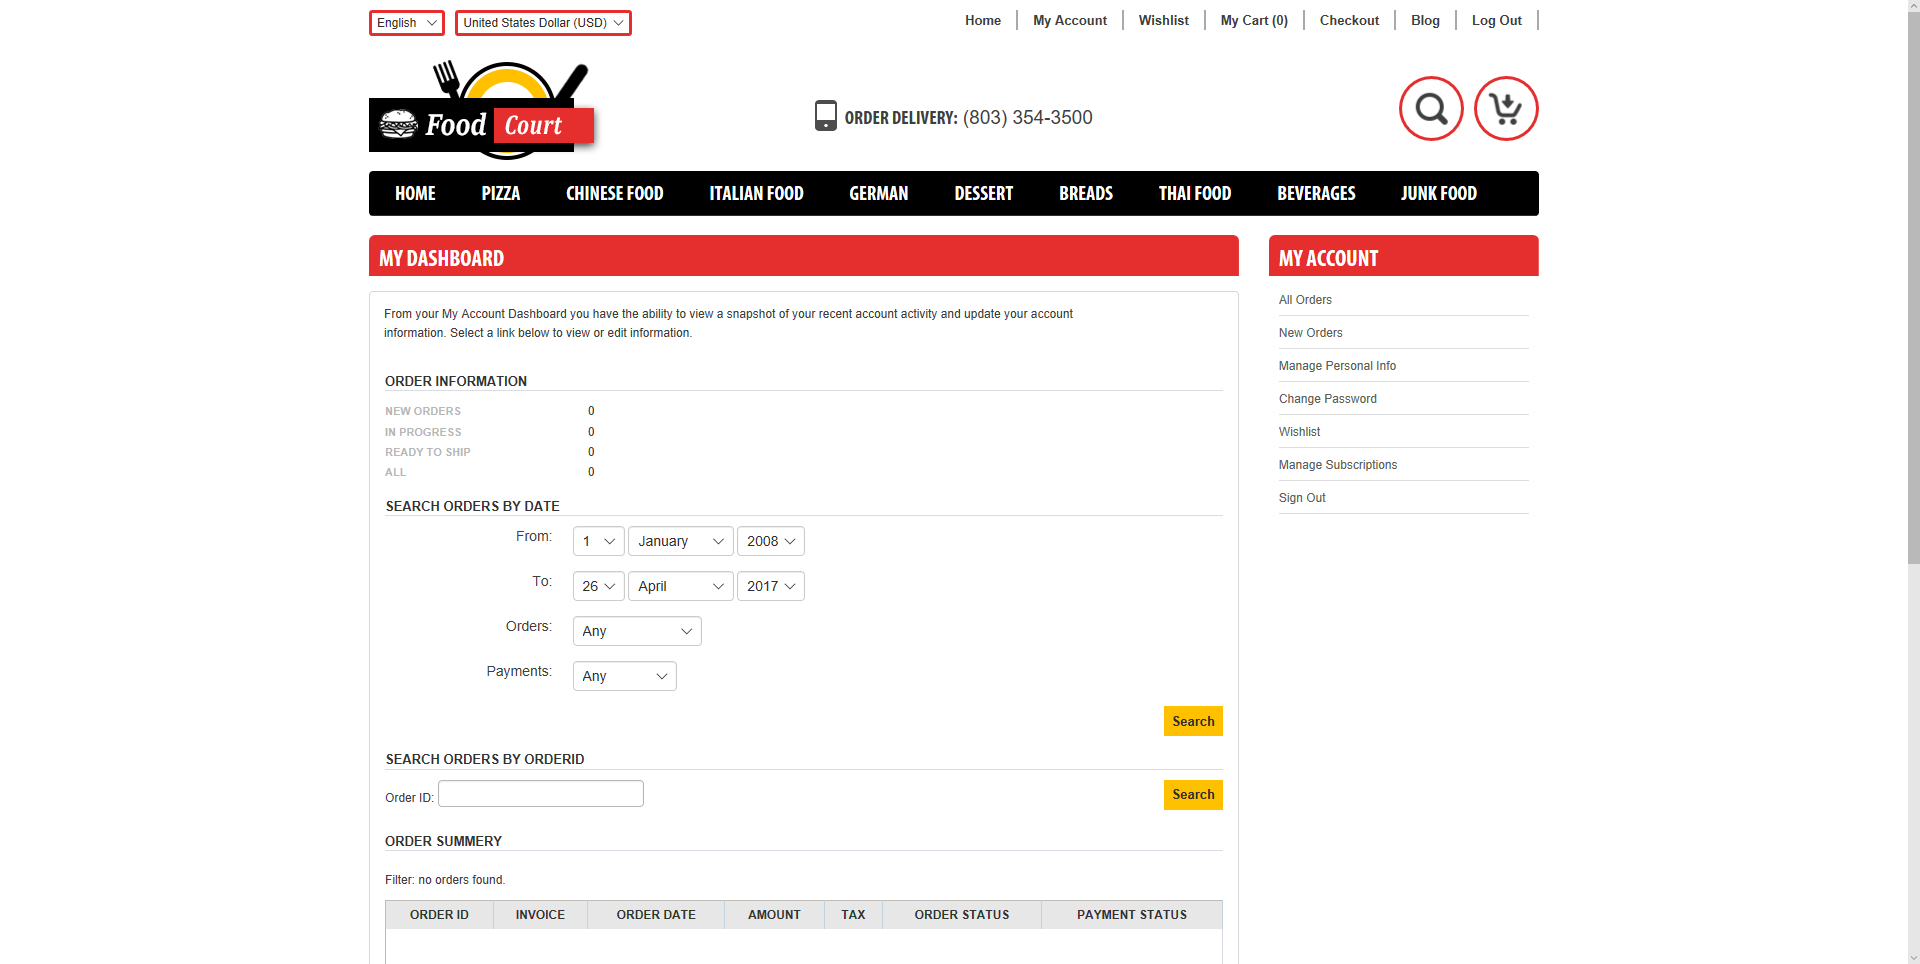 English United States Dollar (USD) Home My Account Wishlist My Cart (0) Checkout Blog Log Out
Food Court
ORDER DELIVERY: (803) 354-3500
HOME PIZZA CHINESE FOOD ITALIAN FOOD GERMAN DESSERT BREADS THAI FOOD BEVERAGES JUNK FOOD
MY DASHBOARD
From your My Account Dashboard you have the ability to view a snapshot of your recent account activity and update your account
information. Select a link below to view or edit information.
ORDER INFORMATION
NEW ORDERS 0
IN PROGRESS 0
READY TO SHIP 0
ALL 0
SEARCH ORDERS BY DATE
From: 1 January 2008
To: 26 April 2017
Orders: Any
Payments: Any
Search
SEARCH ORDERS BY ORDERID
Order ID: Search
ORDER SUMMERY
Filter: no orders found.
ORDER ID INVOICE ORDER DATE AMOUNT TAX ORDER STATUS PAYMENT STATUS
MY ACCOUNT
All Orders
New Orders
Manage Personal Info
Change Password
Wishlist
Manage Subscriptions
Sign Out